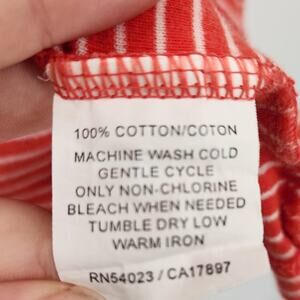 100% COTTON/COTON
MACHINE WASH COLD
GENTLE CYCLE
ONLY NON-CHLORINE
BLEACH WHEN NEEDED
TUMBLE DRY LOW
WARM IRON
RN54023 / CA17897